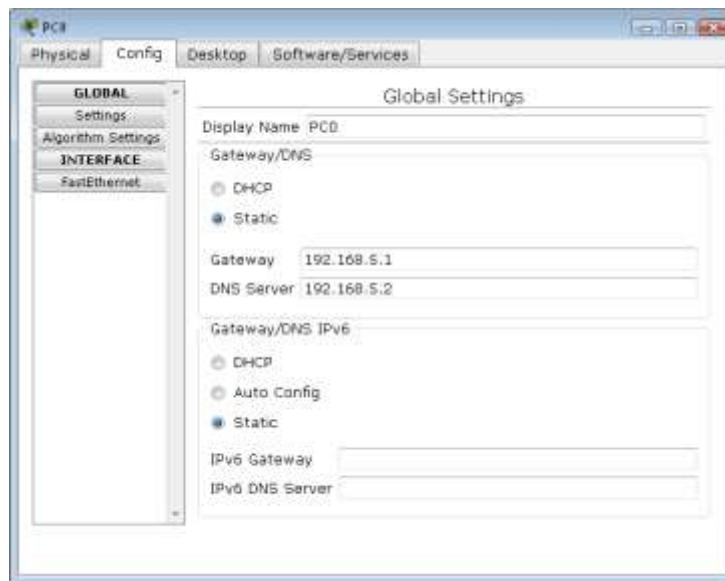 PC0
Physical Config Desktop Software/Services
GLOBAL
Settings
Algorithm Settings
INTERFACE
FastEthernet
Global Settings
Display Name PC0
Gateway/DNS
DHCP
Static
Gateway 192.168.5.1
DNS Server 192.168.5.2
Gateway/DNS IPv6
DHCP
Auto Config
Static
IPv6 Gateway
IPv6 DNS Server